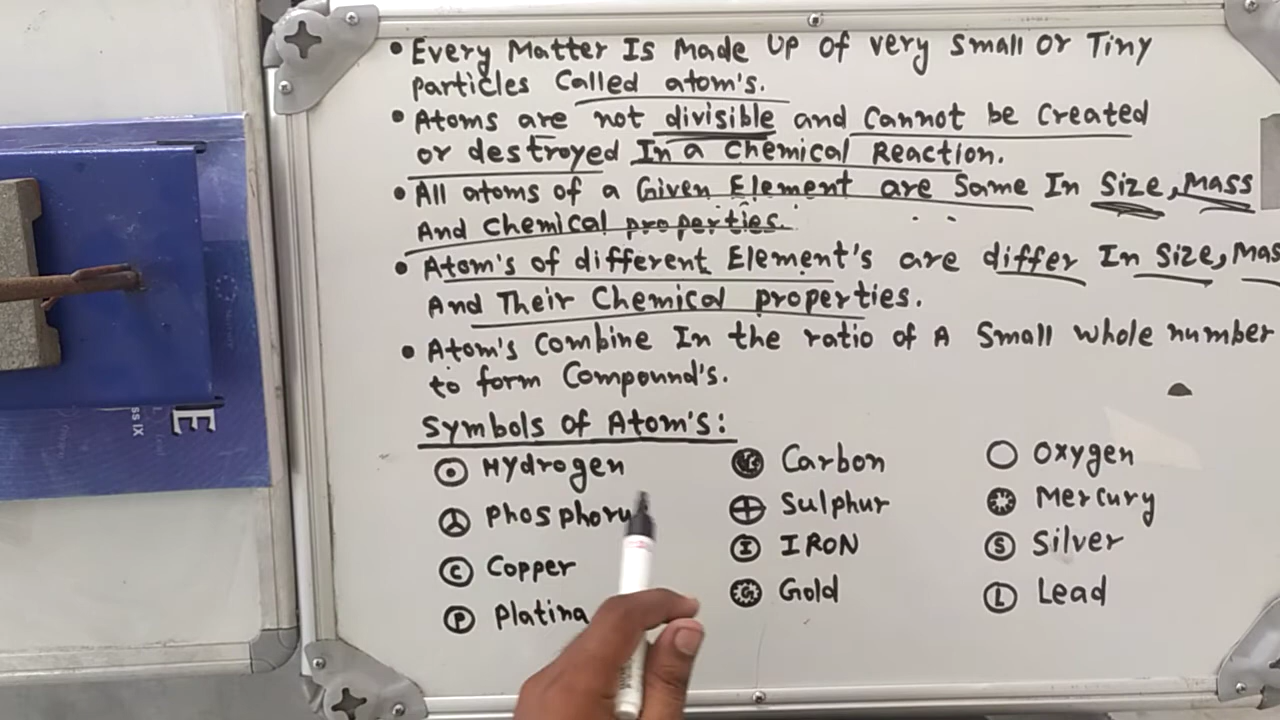 • Every Matter Is Made Up of very small or Tiny
particles Called atom's.
• Atoms are not divisible and Cannot be Created
or destroyed In a Chemical Reaction.
• All atoms of a Given Element are Same In Size, Mass
And Chemical properties.
• Atom's of different Element's are differ In Size, Mas
And Their Chemical properties.
• Atom's Combine In the ratio of A Small whole number
to form Compound's.
Symbols of Atom's:
Hydrogen Carbon Oxygen
Phosphoru Sulphur Mercury
C Copper I IRON S Silver
P Platina G Gold L Lead
E
SS IX